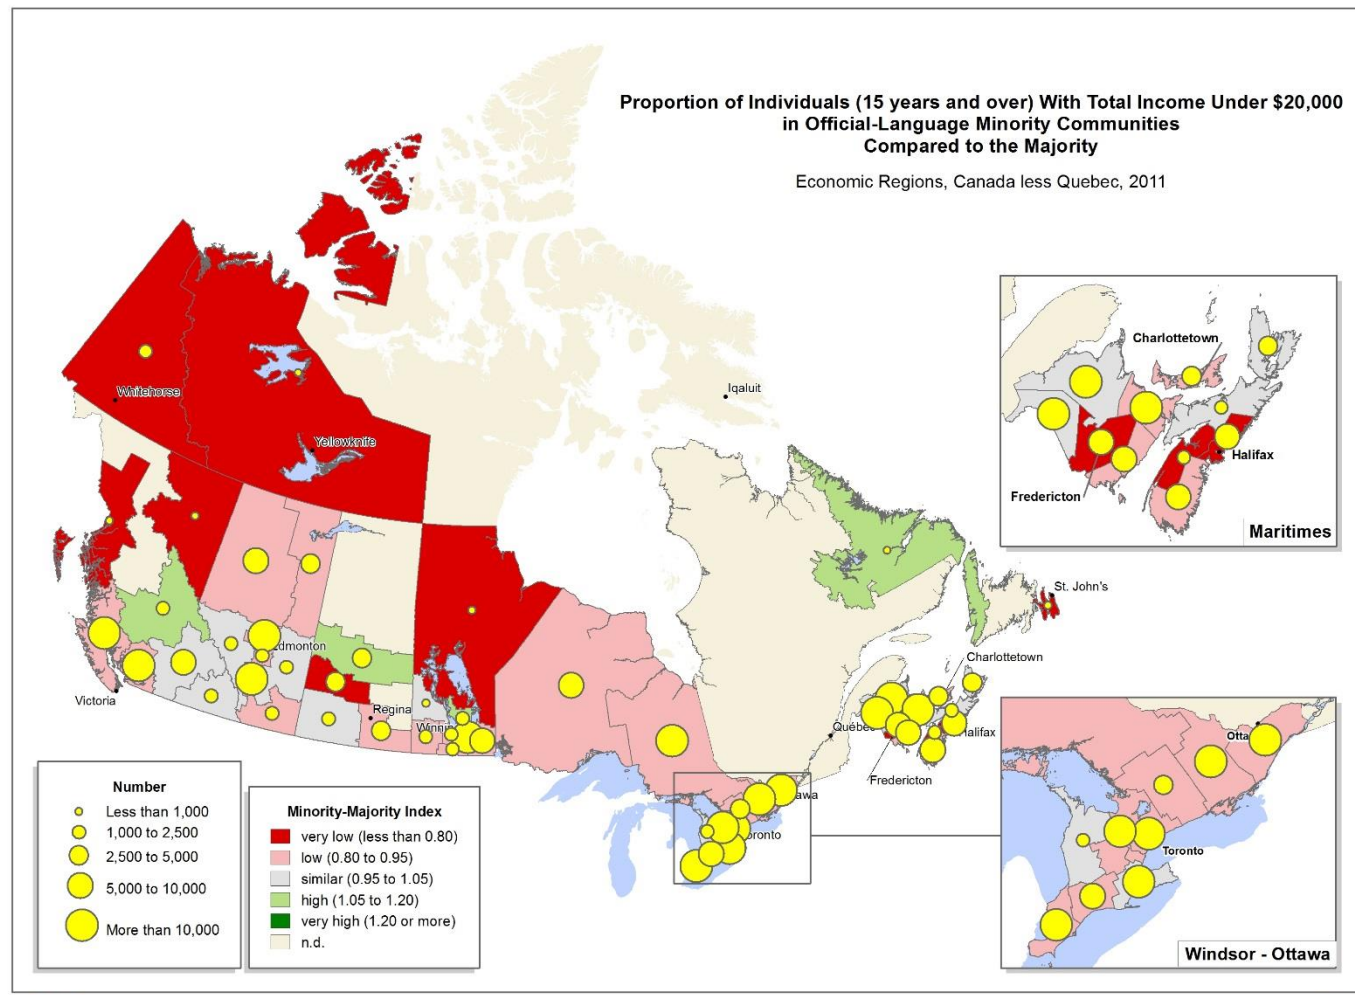 Proportion of Individuals (15 years and over) With Total Income Under $20,000
in Official-Language Minority Communities
Compared to the Majority
Economic Regions, Canada less Quebec, 2011
Whitehorse
Yellowknife
Iqaluit
Edmonton
Victoria
Regina
Winn
Québec
Charlottetown
St. John's
Halifax
Fredericton
awa
oronto
Charlottetown
Halifax
Fredericton
Maritimes
Otta
Toronto
Windsor - Ottawa
Number
Less than 1,000
1,000 to 2,500
2,500 to 5,000
5,000 to 10,000
More than 10,000
Minority-Majority Index
very low (less than 0.80)
low (0.80 to 0.95)
similar (0.95 to 1.05)
high (1.05 to 1.20)
very high (1.20 or more)
n.d.